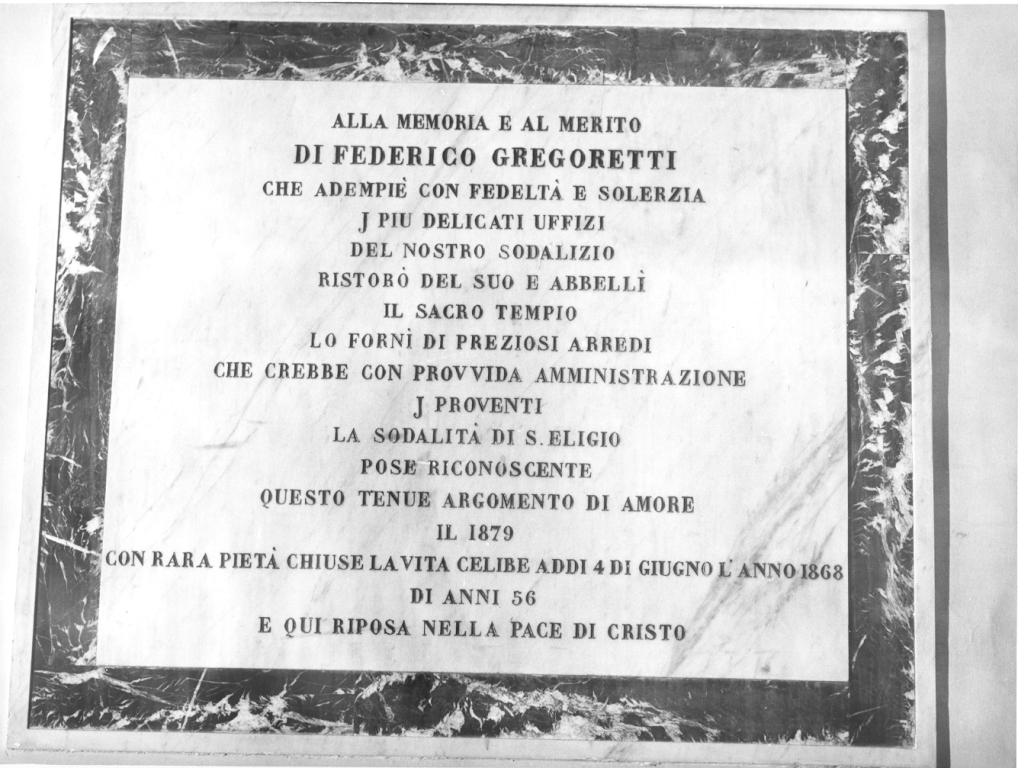 ALLA MEMORIA E AL MERITO
DI FEDERICO GREGORETTI
CHE ADEMPIÈ CON FEDELTÀ E SOLERZIA
J PIU DELICATI UFFIZI
DEL NOSTRO SODALIZIO
RISTORÒ DEL SUO E ABBELLÌ
IL SACRO TEMPIO
LO FORNÌ DI PREZIOSI ARREDI
CHE CREBBE CON PROVVIDA AMMINISTRAZIONE
J PROVENTI
LA SODALITÀ DI S. ELIGIO
POSE RICONOSCENTE
QUESTO TENUE ARGOMENTO DI AMORE
IL 1879
CON RARA PIETÀ CHIUSE LA VITA CELIBE ADDI 4 DI GIUGNO L'ANNO 1868
DI ANNI 56
E QUI RIPOSA NELLA PACE DI CRISTO